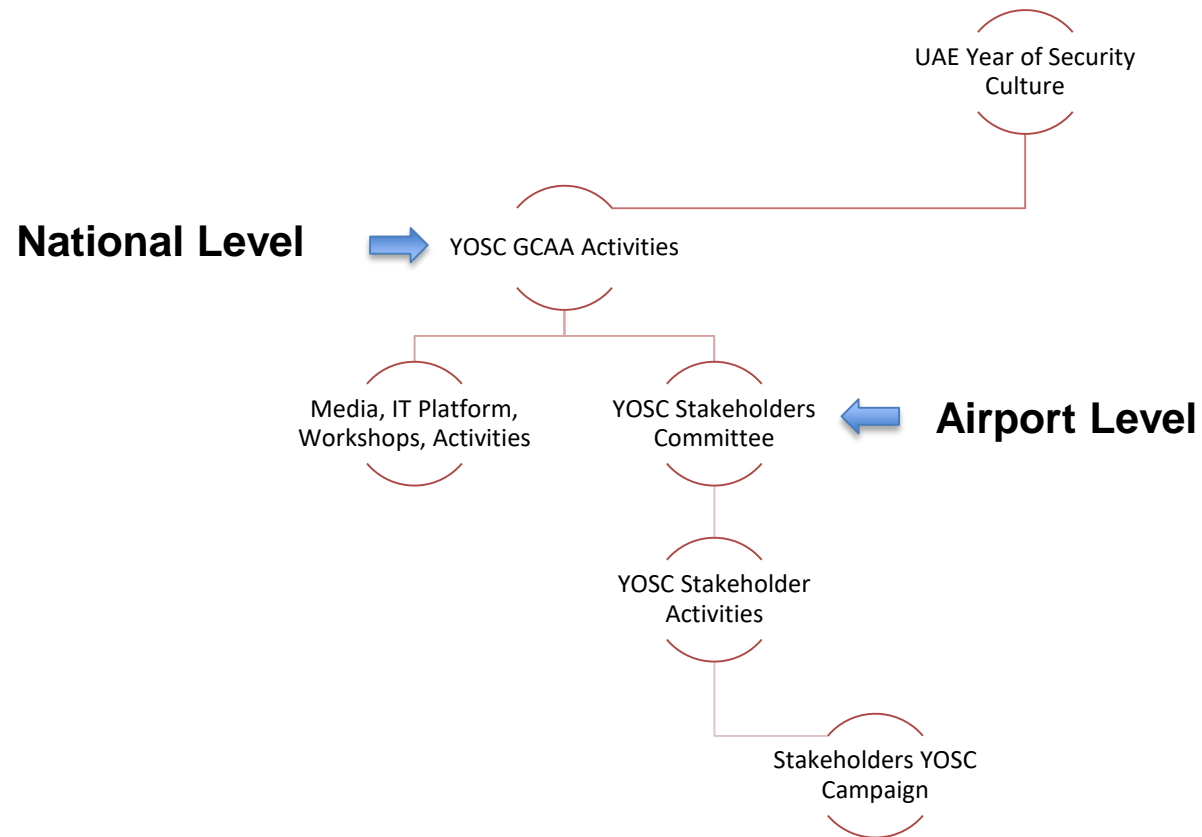 UAE Year of Security
Culture
National Level
YOSC GCAA Activities
Media, IT Platform,
Workshops, Activities
YOSC Stakeholders
Committee
Airport Level
YOSC Stakeholder
Activities
Stakeholders YOSC
Campaign